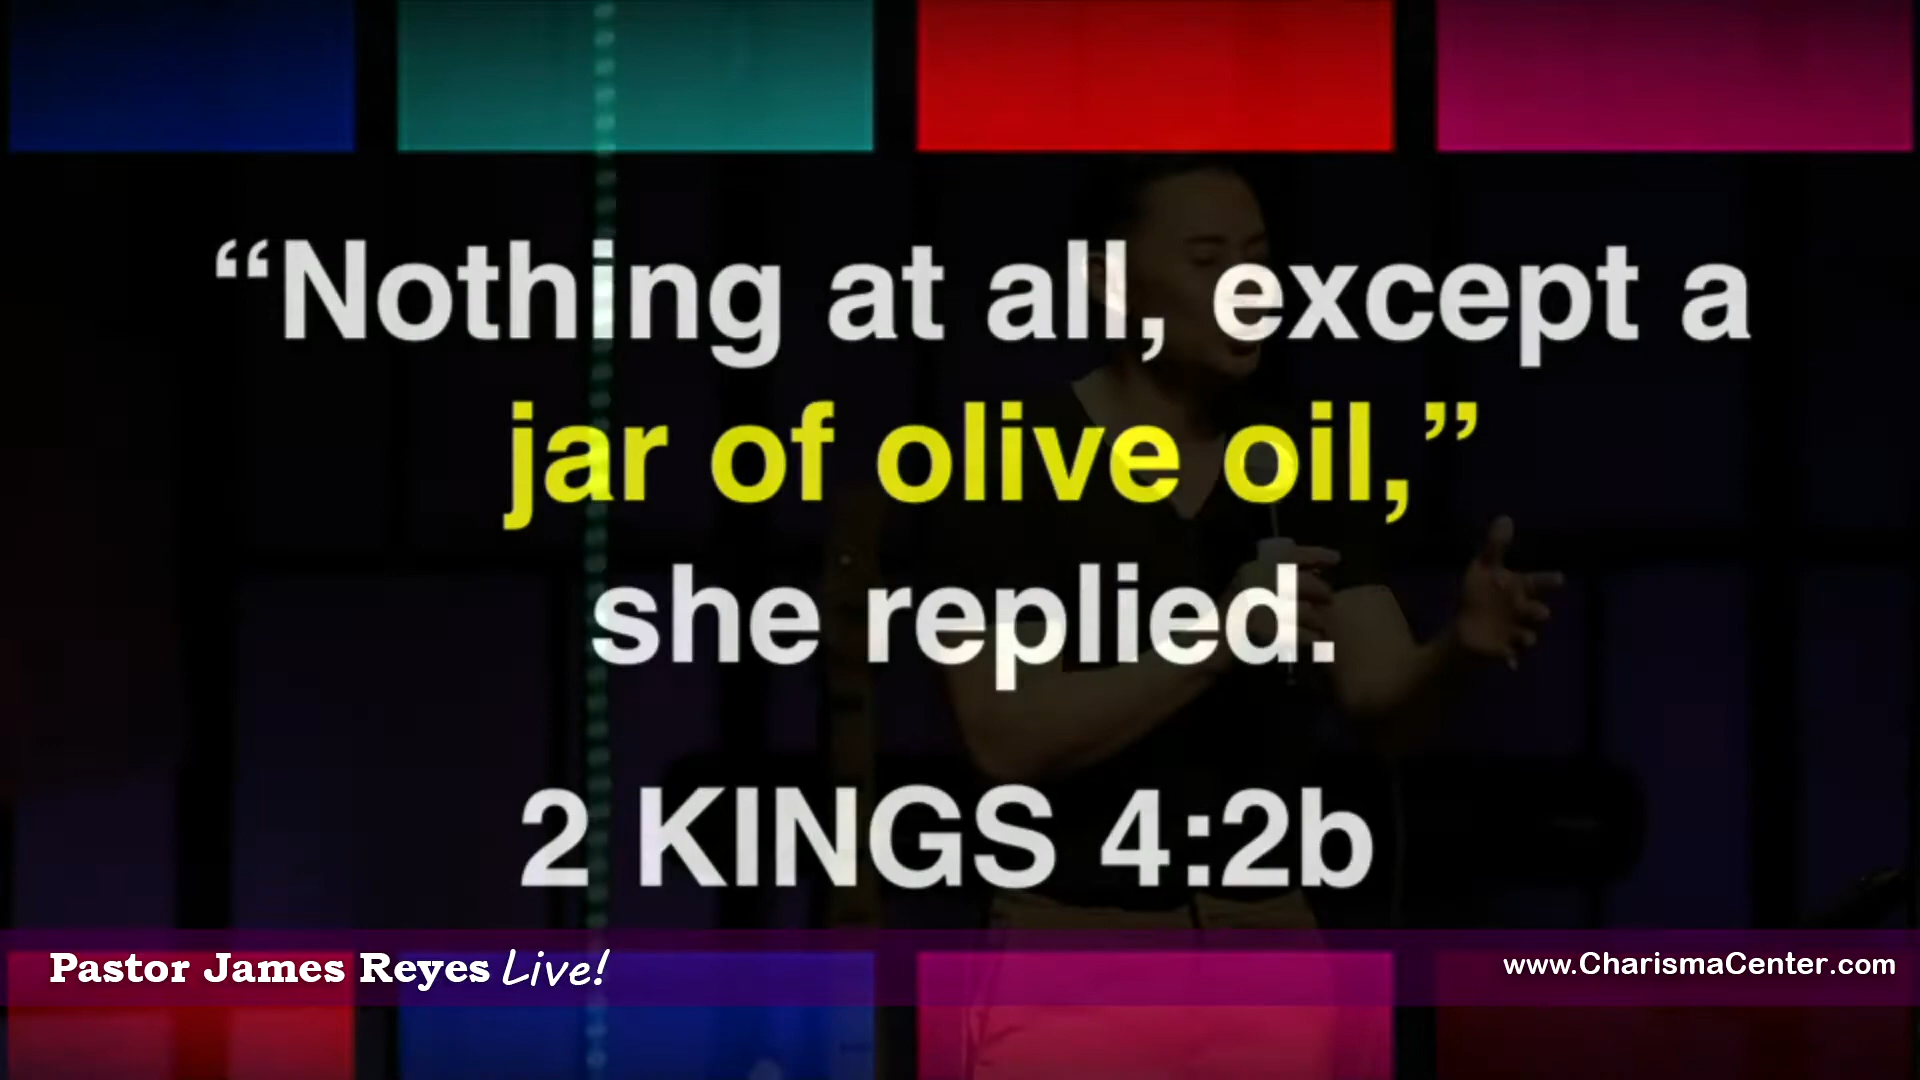 “Nothing at all, except a
jar of olive oil,”
she replied.
2 KINGS 4:2b
Pastor James Reyes Live!
www.CharismaCenter.com